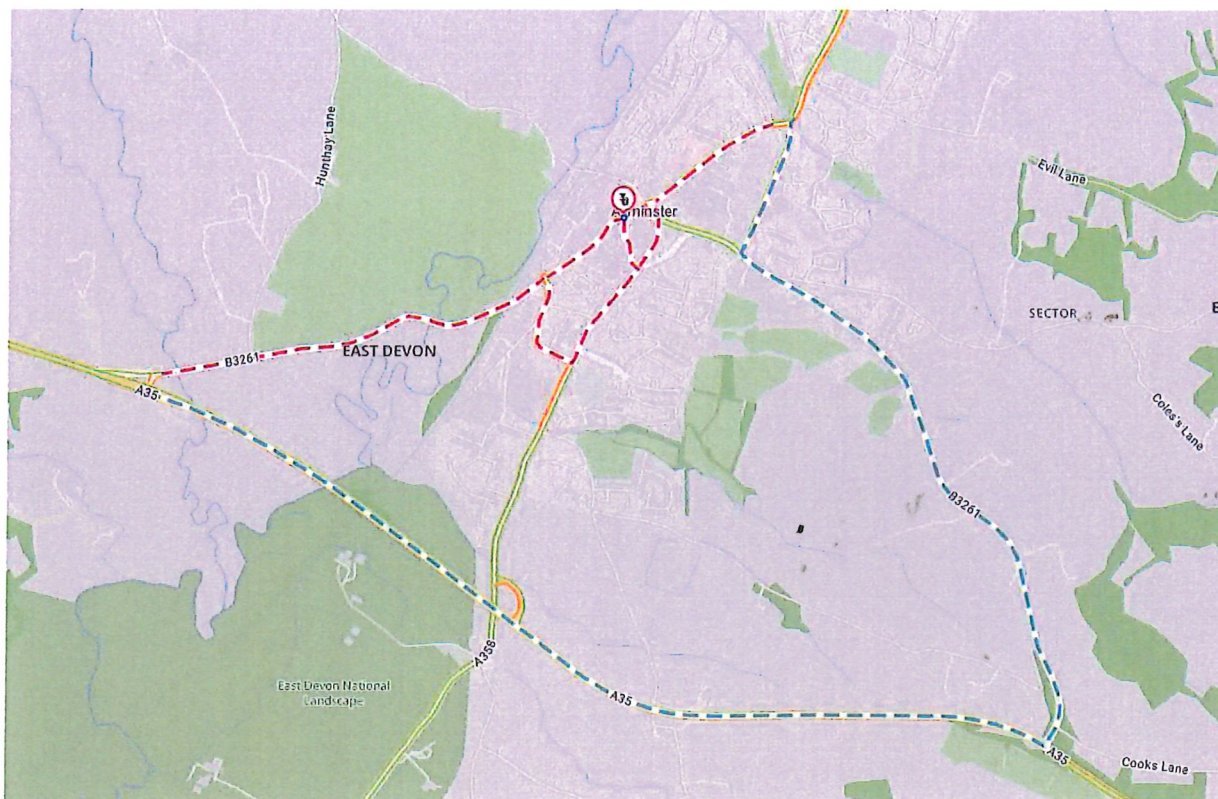 Hunthay Lane
Evil Lane
SECTOR
EAST DEVON
B3261
A35
Coles's Lane
B3261
A358
East Devon National
Landscape
A35
A35
Cooks Lane